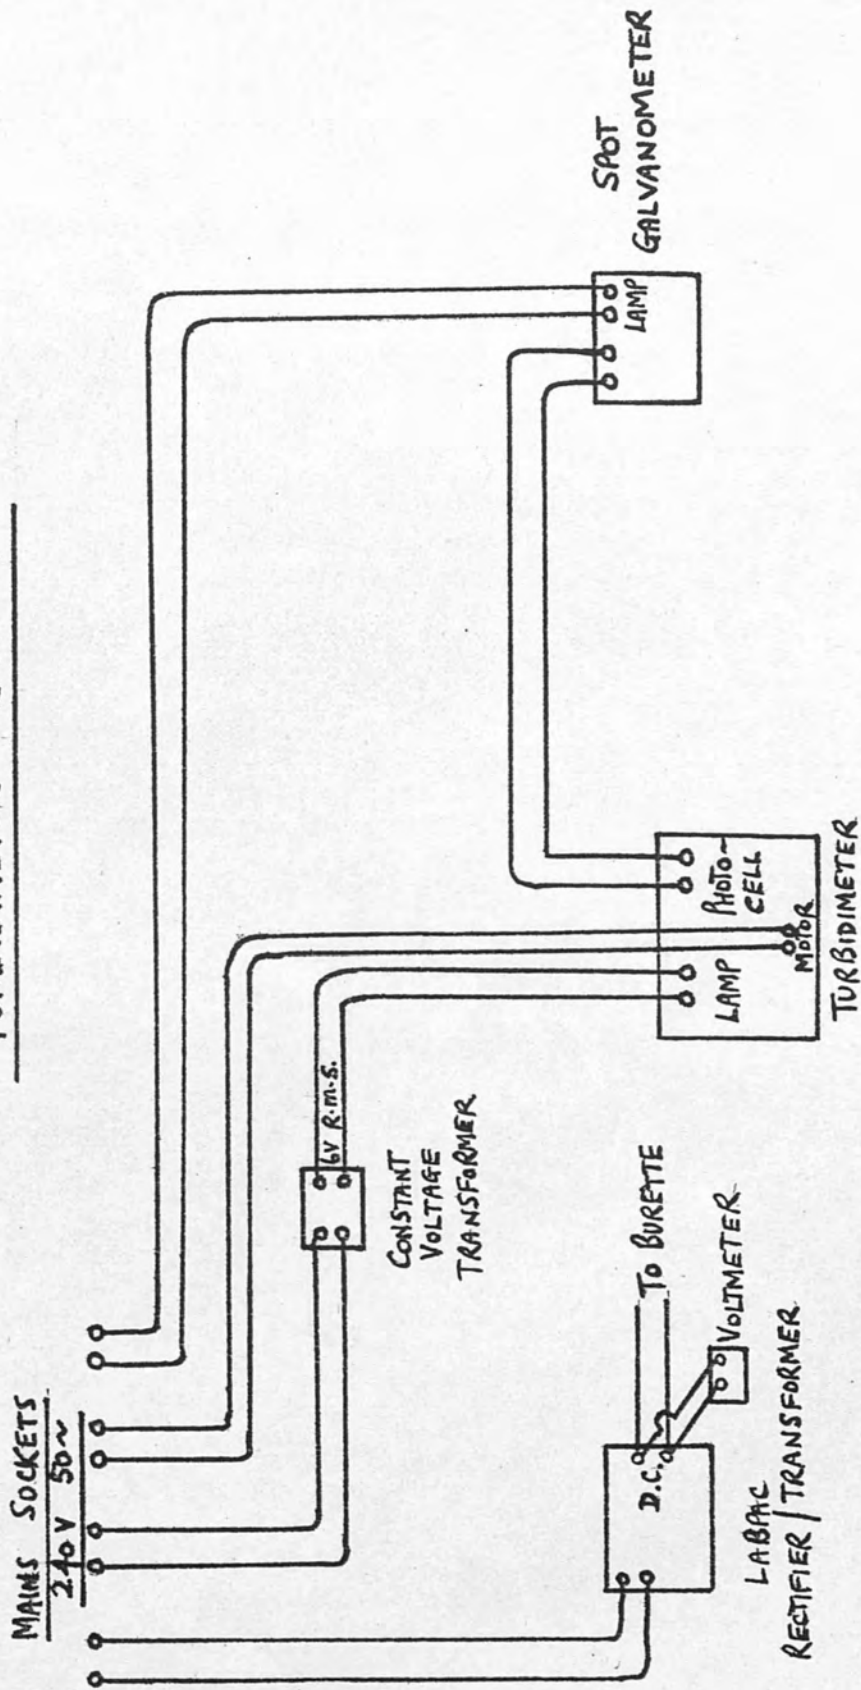 MAINS SOCKETS
240 V 50~
6V R.M.S.
CONSTANT
VOLTAGE
TRANSFORMER
LAMP
SPOT
GALVANOMETER
D.C.
TO BURETTE
VOLTMETER
LABPAC
RECTIFIER / TRANSFORMER
LAMP
MOTOR
PHOTO-
CELL
TURBIDIMETER